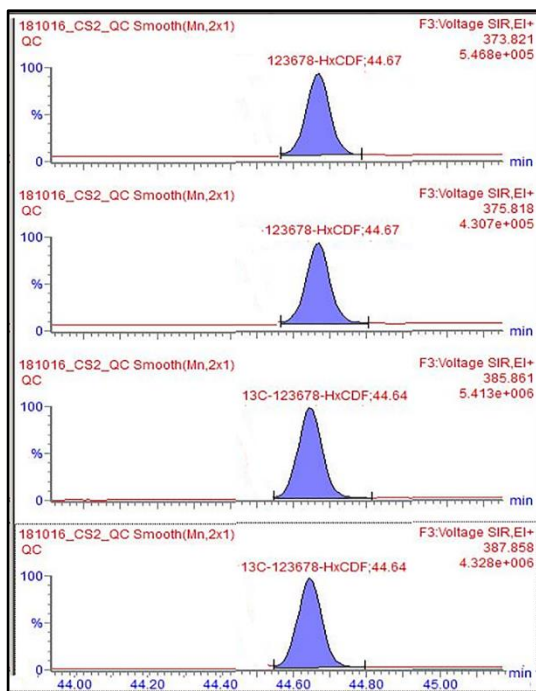 181016_CS2_QC Smooth(Mn,2x1) F3:Voltage SIR,EI+
QC 373.821
123678-HxCDF;44.67 5.468e+005
100
%
0
min
181016_CS2_QC Smooth(Mn,2x1) F3:Voltage SIR,EI+
QC 375.818
123678-HxCDF;44.67 4.307e+005
100
%
0
min
181016_CS2_QC Smooth(Mn,2x1) F3:Voltage SIR,EI+
QC 385.861
13C-123678-HxCDF;44.64 5.413e+006
100
%
0
min
181016_CS2_QC Smooth(Mn,2x1) F3:Voltage SIR,EI+
QC 387.858
13C-123678-HxCDF;44.64 4.328e+006
100
%
0
min
44.00 44.20 44.40 44.60 44.80 45.00